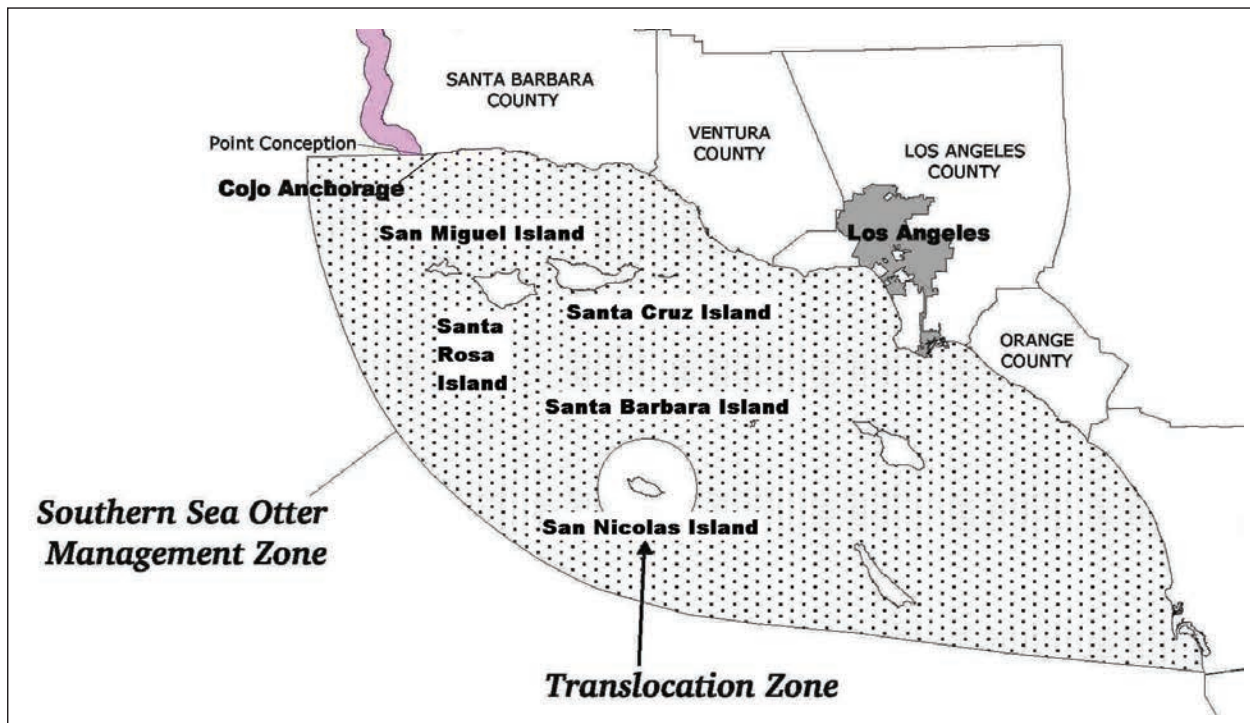 SANTA BARBARA
COUNTY
VENTURA
COUNTY
LOS ANGELES
COUNTY
Point Conception
Cojo Anchorage
San Miguel Island
Los Angeles
Santa Cruz Island
Santa
Rosa
Island
ORANGE
COUNTY
Santa Barbara Island
Southern Sea Otter
Management Zone
San Nicolas Island
Translocation Zone